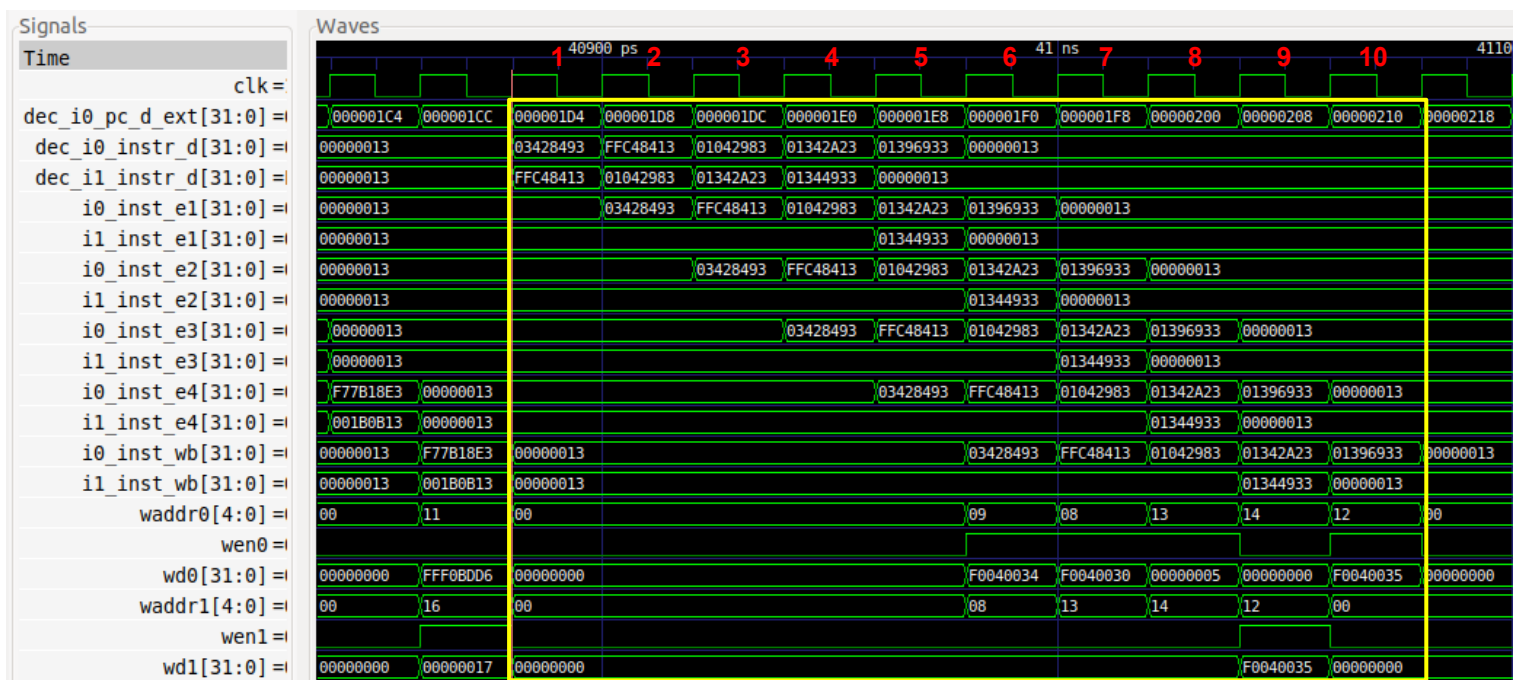 Signals Waves
Time 40900 ps 41 ns 4110
1 2 3 4 5 6 7 8 9 10
clk =
dec_i0_pc_d_ext[31:0] = 000001C4 000001CC 000001D4 000001D8 000001DC 000001E0 000001E8 000001F0 000001F8 00000200 00000208 00000210 00000218
dec_i0_instr_d[31:0] = 00000013 03428493 FFC48413 01042983 01342A23 01396933 00000013
dec_i1_instr_d[31:0] = 00000013 FFC48413 01042983 01342A23 01344933 00000013
i0_inst_e1[31:0] = 00000013 03428493 FFC48413 01042983 01342A23 01396933 00000013
i1_inst_e1[31:0] = 00000013 01344933 00000013
i0_inst_e2[31:0] = 00000013 03428493 FFC48413 01042983 01342A23 01396933 00000013
i1_inst_e2[31:0] = 00000013 01344933 00000013
i0_inst_e3[31:0] = 00000013 03428493 FFC48413 01042983 01342A23 01396933 00000013
i1_inst_e3[31:0] = 00000013 01344933 00000013
i0_inst_e4[31:0] = F77B18E3 00000013 03428493 FFC48413 01042983 01342A23 01396933 00000013
i1_inst_e4[31:0] = 001B0B13 00000013 01344933 00000013
i0_inst_wb[31:0] = 00000013 F77B18E3 00000013 03428493 FFC48413 01042983 01342A23 01396933 00000013
i1_inst_wb[31:0] = 00000013 001B0B13 00000013 01344933 00000013
waddr0[4:0] = 00 11 00 09 08 13 14 12 00
wen0 =
wd0[31:0] = 00000000 FFF0BDD6 00000000 F0040034 F0040030 00000005 00000000 F0040035 00000000
waddr1[4:0] = 00 16 00 08 13 14 12 00
wen1 =
wd1[31:0] = 00000000 00000017 00000000 F0040035 00000000